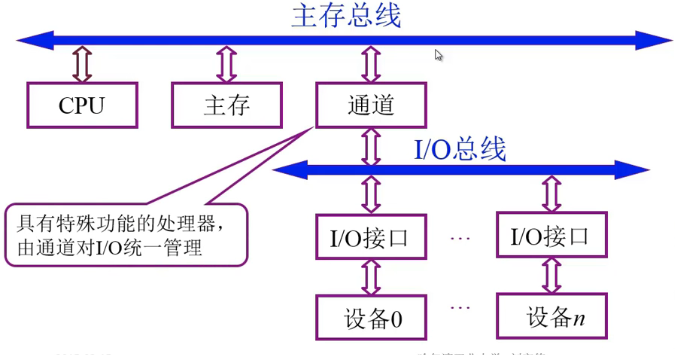 主存总线
CPU
主存
通道
I/O总线
具有特殊功能的处理器,
由通道对I/O统一管理
I/O接口
...
I/O接口
设备0
...
设备n